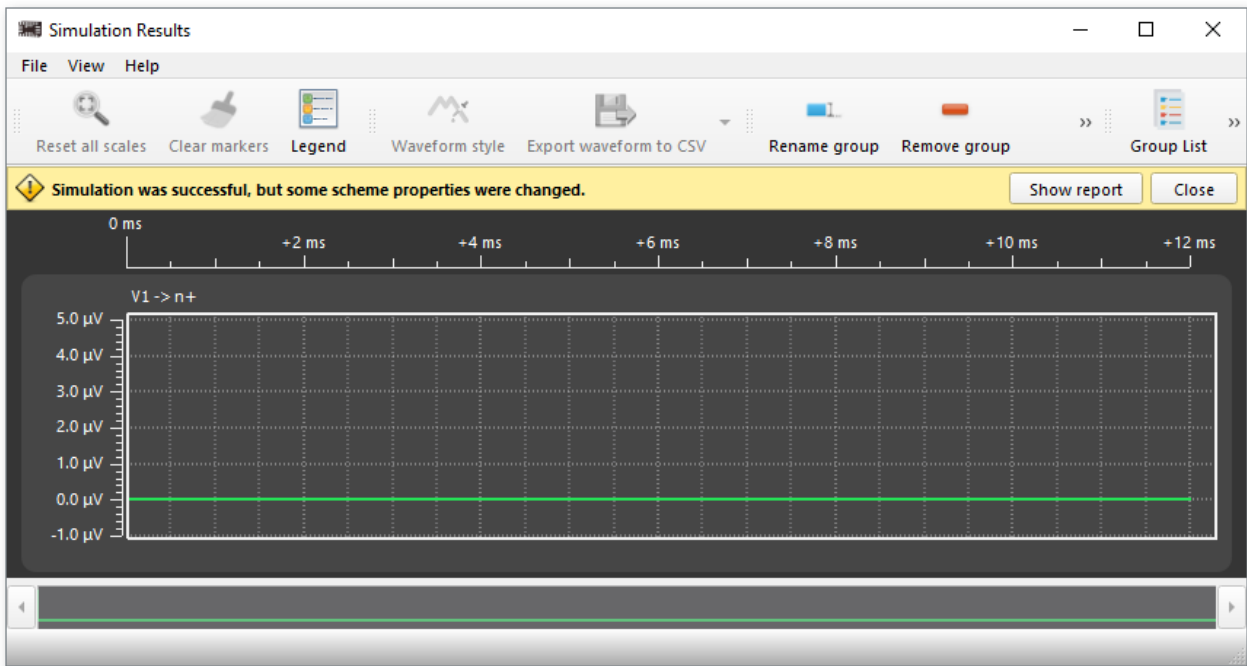 Simulation Results
File View Help
Reset all scales Clear markers Legend Waveform style Export waveform to CSV Rename group Remove group » Group List »
Simulation was successful, but some scheme properties were changed. Show report Close
0 ms
+2 ms +4 ms +6 ms +8 ms +10 ms +12 ms
V1 -> n+
5.0 µV
4.0 µV
3.0 µV
2.0 µV
1.0 µV
0.0 µV
-1.0 µV